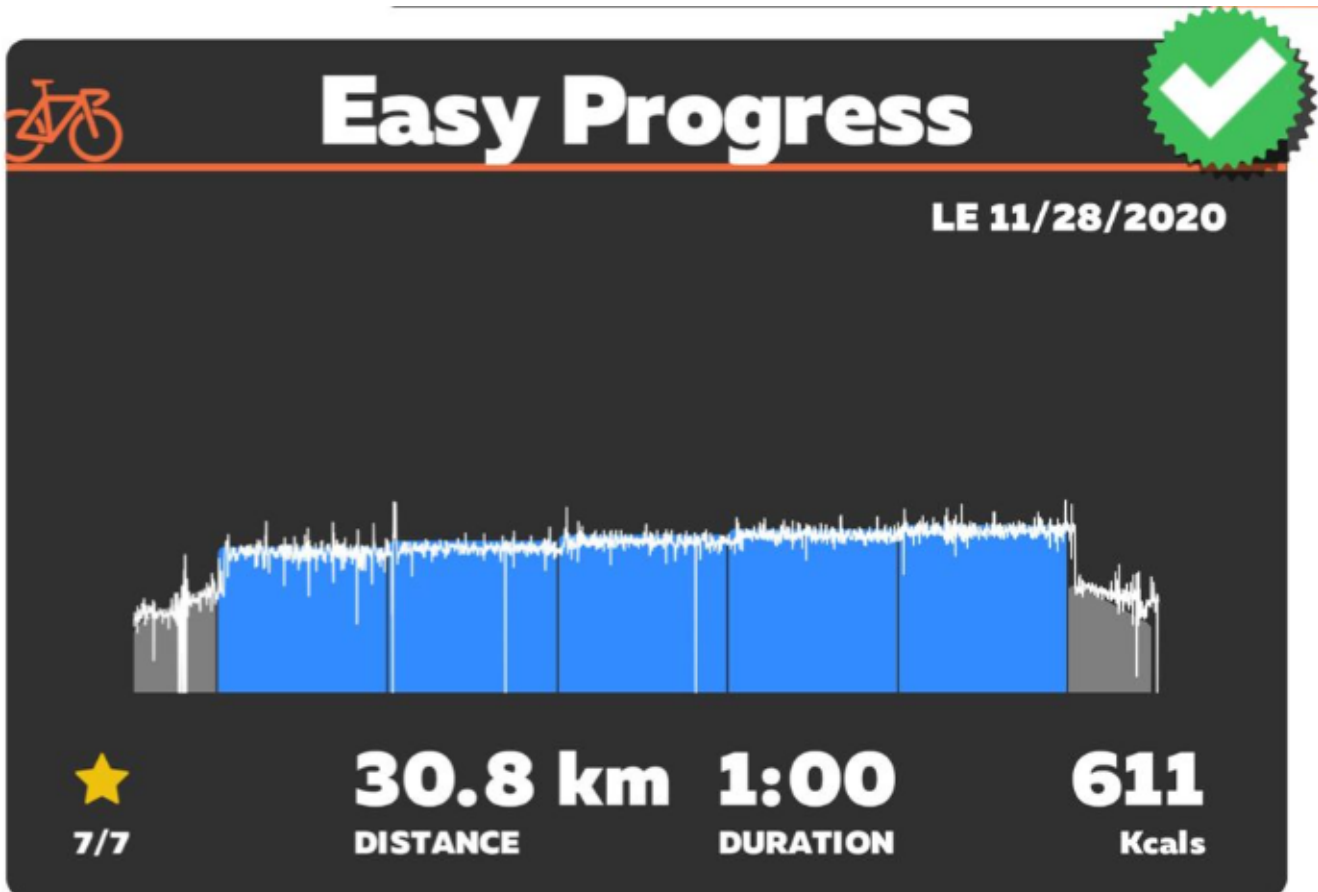 Easy Progress
LE 11/28/2020
30.8 km 1:00 611
7/7 DISTANCE DURATION Kcals